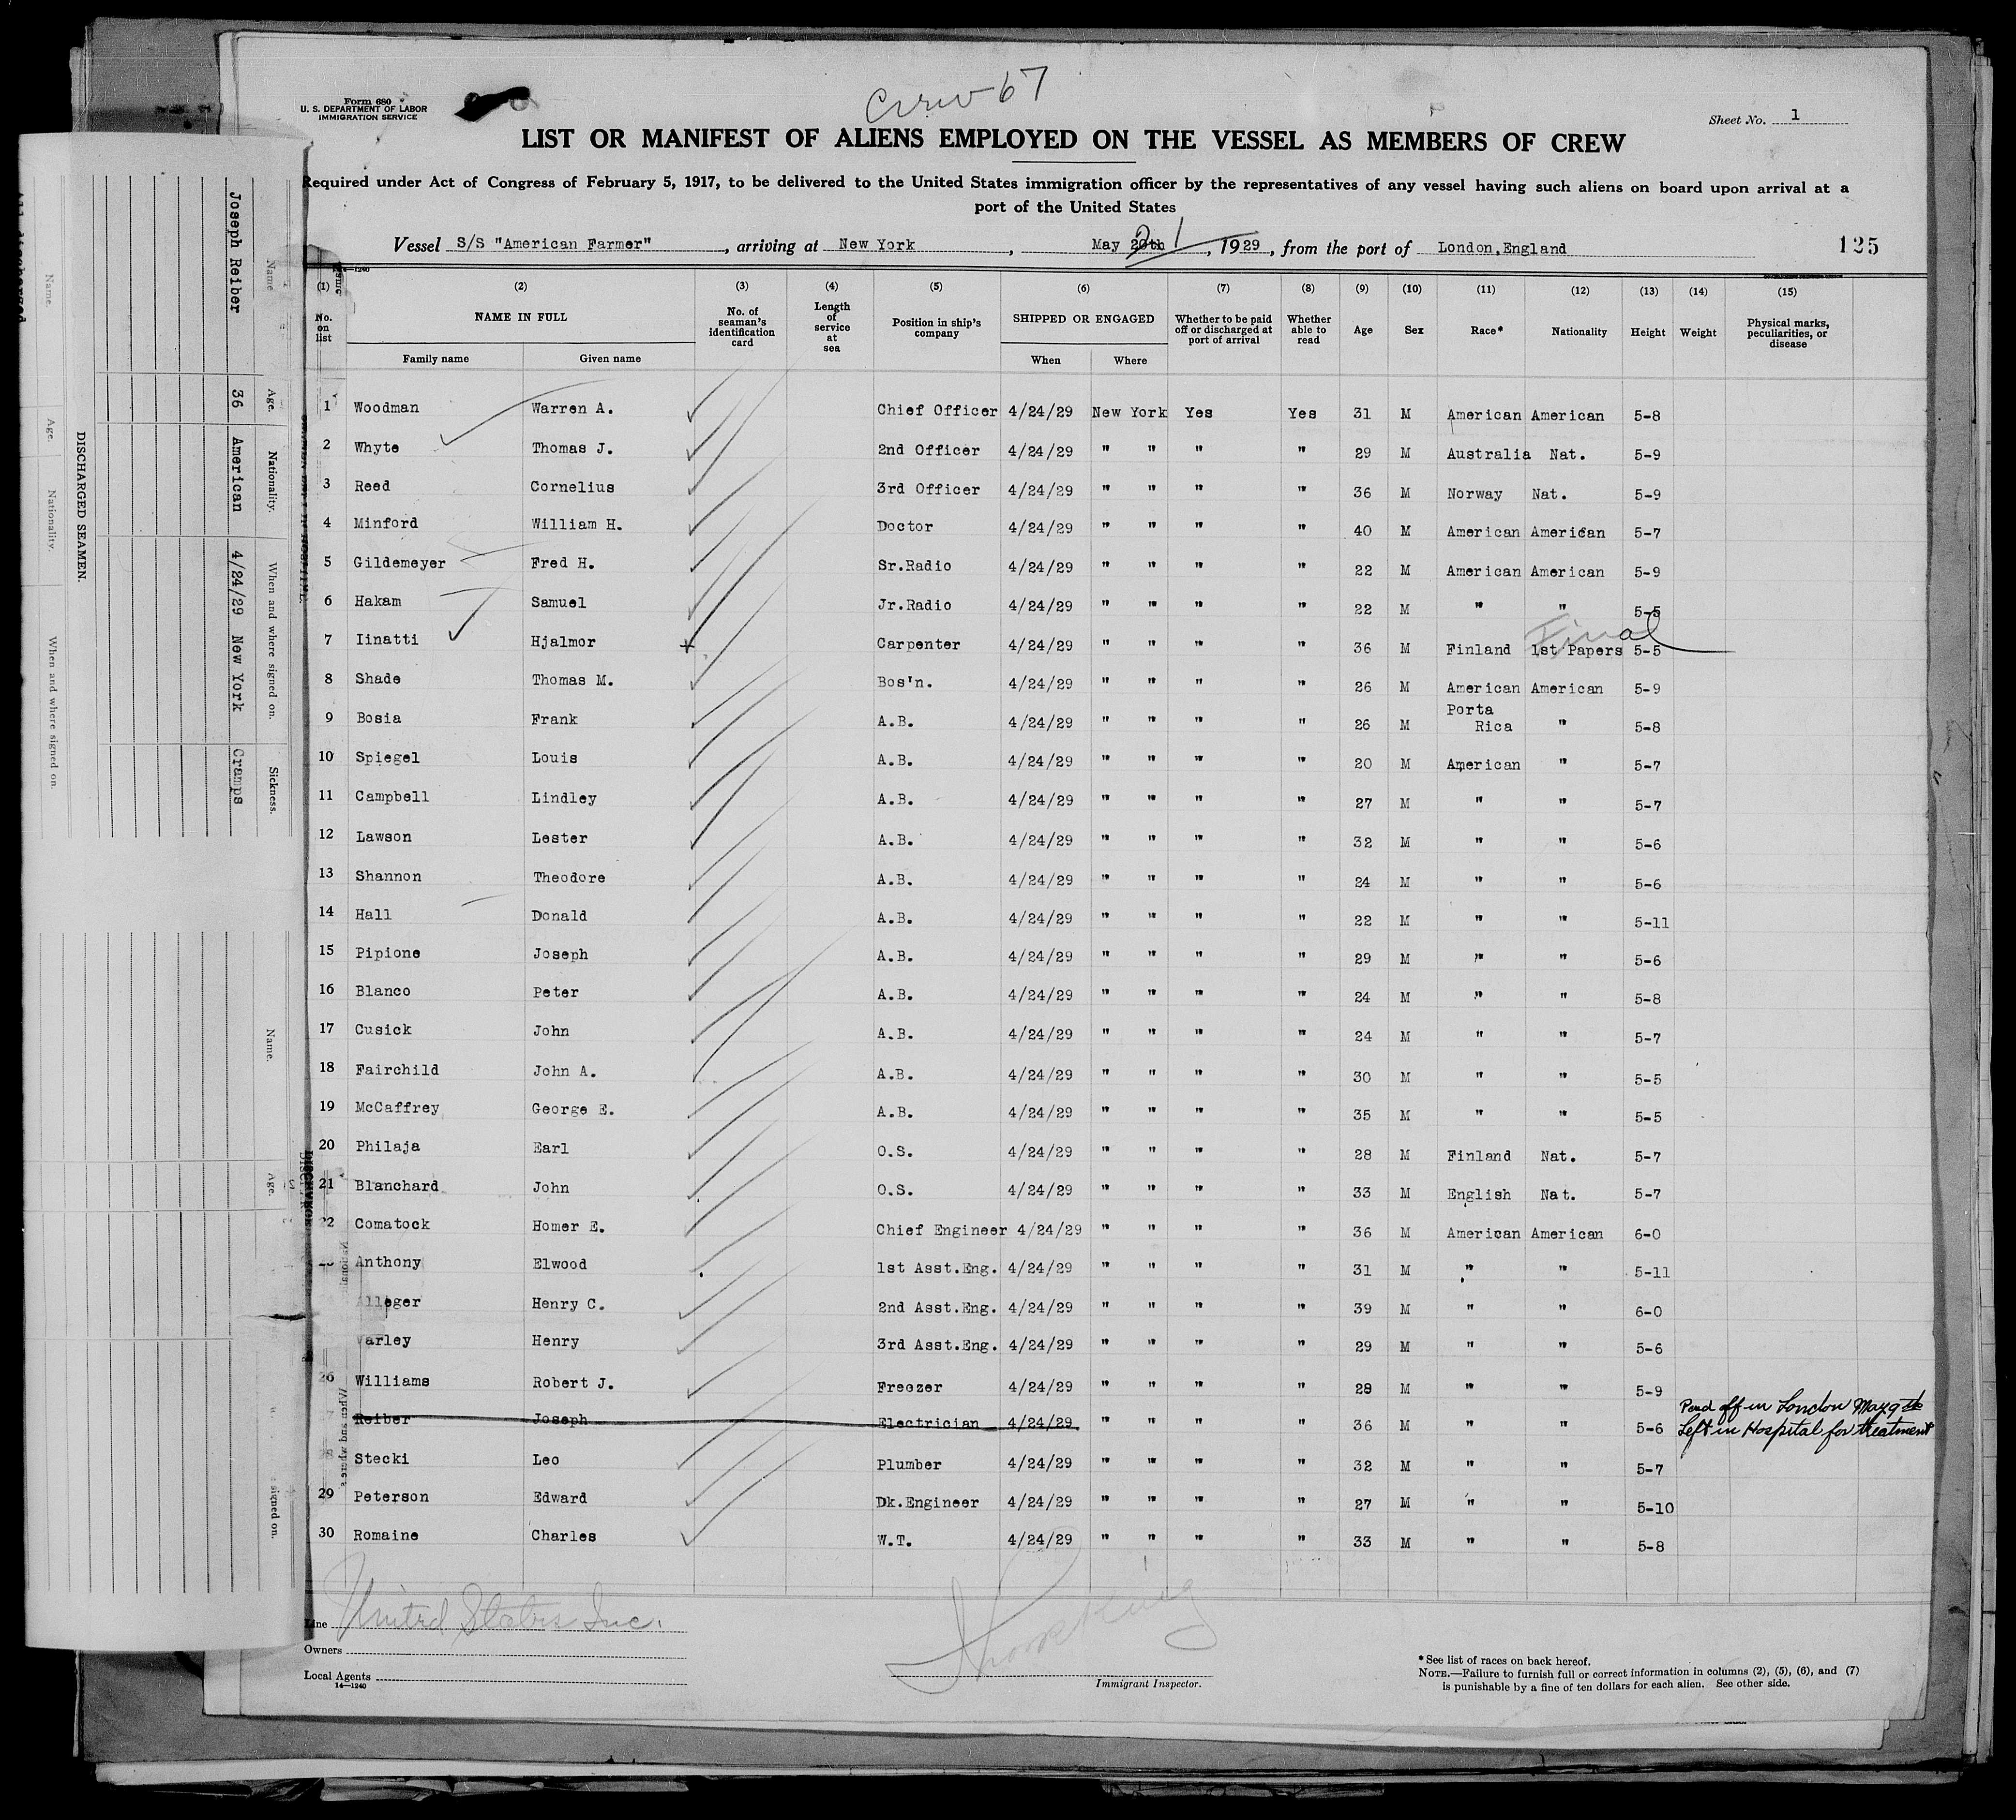 Crew 67
Form 680
U. S. DEPARTMENT OF LABOR
IMMIGRATION SERVICE
Sheet No. 1
LIST OR MANIFEST OF ALIENS EMPLOYED ON THE VESSEL AS MEMBERS OF CREW
Required under Act of Congress of February 5, 1917, to be delivered to the United States immigration officer by the representatives of any vessel having such aliens on board upon arrival at a
port of the United States
Vessel S/S "American Farmer", arriving at New York, May 20th 21, 1929, from the port of London, England 125
(1) (2) (3) (4) (5) (6) (7) (8) (9) (10) (11) (12) (13) (14) (15)
No. on list NAME IN FULL Family name Given name No. of seaman's identification card Length of service at sea Position in ship's company SHIPPED OR ENGAGED When Where Whether to be paid off or discharged at port of arrival Whether able to read Age Sex Race* Nationality Height Weight Physical marks, peculiarities, or disease
1 Woodman Warren A. Chief Officer 4/24/29 New York Yes Yes 31 M American American 5-8
2 Whyte Thomas J. 2nd Officer 4/24/29 " " " " 29 M Australia Nat. 5-9
3 Reed Cornelius 3rd Officer 4/24/29 " " " " 36 M Norway Nat. 5-9
4 Minford William H. Doctor 4/24/29 " " " " 40 M American American 5-7
5 Gildemeyer Fred H. Sr.Radio 4/24/29 " " " " 22 M American American 5-9
6 Hakam Samuel Jr.Radio 4/24/29 " " " " 22 M " " 5-5
Final
7 Iinatti Hjalmor Carpenter 4/24/29 " " " " 36 M Finland 1st Papers 5-5
8 Shade Thomas M. Bos'n. 4/24/29 " " " " 26 M American American 5-9
9 Bosia Frank A.B. 4/24/29 " " " " 26 M Porta Rica " 5-8
10 Spiegel Louis A.B. 4/24/29 " " " " 20 M American " 5-7
11 Campbell Lindley A.B. 4/24/29 " " " " 27 M " " 5-7
12 Lawson Lester A.B. 4/24/29 " " " " 32 M " " 5-6
13 Shannon Theodore A.B. 4/24/29 " " " " 24 M " " 5-6
14 Hall Donald A.B. 4/24/29 " " " " 22 M " " 5-11
15 Pipione Joseph A.B. 4/24/29 " " " " 29 M " " 5-6
16 Blanco Peter A.B. 4/24/29 " " " " 24 M " " 5-8
17 Cusick John A.B. 4/24/29 " " " " 24 M " " 5-7
18 Fairchild John A. A.B. 4/24/29 " " " " 30 M " " 5-5
19 McCaffrey George E. A.B. 4/24/29 " " " " 35 M " " 5-5
20 Philaja Earl O.S. 4/24/29 " " " " 28 M Finland Nat. 5-7
21 Blanchard John O.S. 4/24/29 " " " " 33 M English Nat. 5-7
22 Comatock Homer E. Chief Engineer 4/24/29 " " " " 36 M American American 6-0
Anthony Elwood 1st Asst.Eng. 4/24/29 " " " " 31 M " " 5-11
Alleger Henry C. 2nd Asst.Eng. 4/24/29 " " " " 39 M " " 6-0
Varley Henry 3rd Asst.Eng. 4/24/29 " " " " 29 M " " 5-6
26 Williams Robert J. Freezer 4/24/29 " " " " 28 M " " 5-9
27 Reiber Joseph Electrician 4/24/29 " " " " 36 M " " 5-6 Paid off in London May 9th
Left in Hospital for treatment
28 Stecki Leo Plumber 4/24/29 " " " " 32 M " " 5-7
29 Peterson Edward Dk.Engineer 4/24/29 " " " " 27 M " " 5-10
30 Romaine Charles W.T. 4/24/29 " " " " 33 M " " 5-8
Line United States Inc.
Owners
Local Agents
14—1240
Immigrant Inspector.
*See list of races on back hereof.
NOTE.—Failure to furnish full or correct information in columns (2), (5), (6), and (7)
is punishable by a fine of ten dollars for each alien. See other side.
Name Age. Nationality. When and where signed on. Sickness.
Joseph Reiber 36 American 4/24/29 New York Cramps
DISCHARGED SEAMEN.
Name. Age. Nationality. When and where signed on.
Name. Age. signed on.